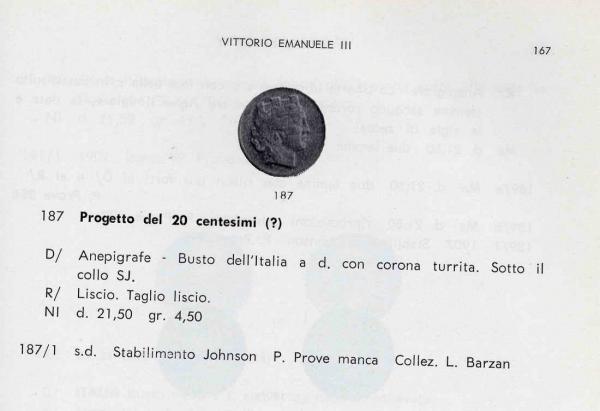 VITTORIO EMANUELE III
167
187
187 Progetto del 20 centesimi (?)
D/ Anepigrafe - Busto dell'Italia a d. con corona turrita. Sotto il
collo SJ.
R/ Liscio. Taglio liscio.
NI d. 21,50 gr. 4,50
187/1 s.d. Stabilimento Johnson P. Prove manca Collez. L. Barzan